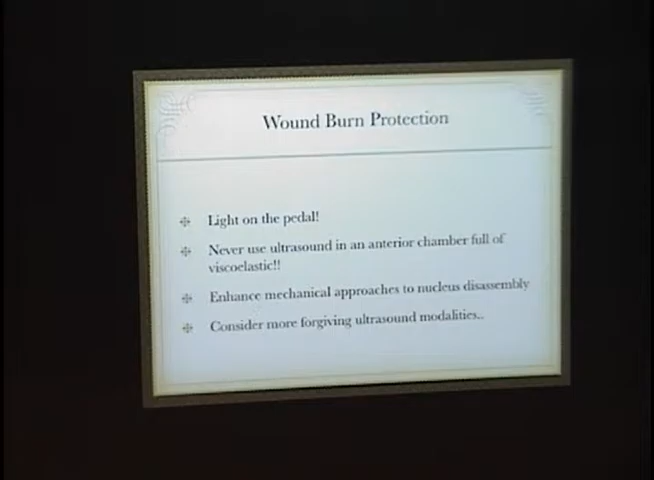 Wound Burn Protection
Light on the pedal!
Never use ultrasound in an anterior chamber full of
viscoelastic!!
Enhance mechanical approaches to nucleus disassembly
Consider more forgiving ultrasound modalities..